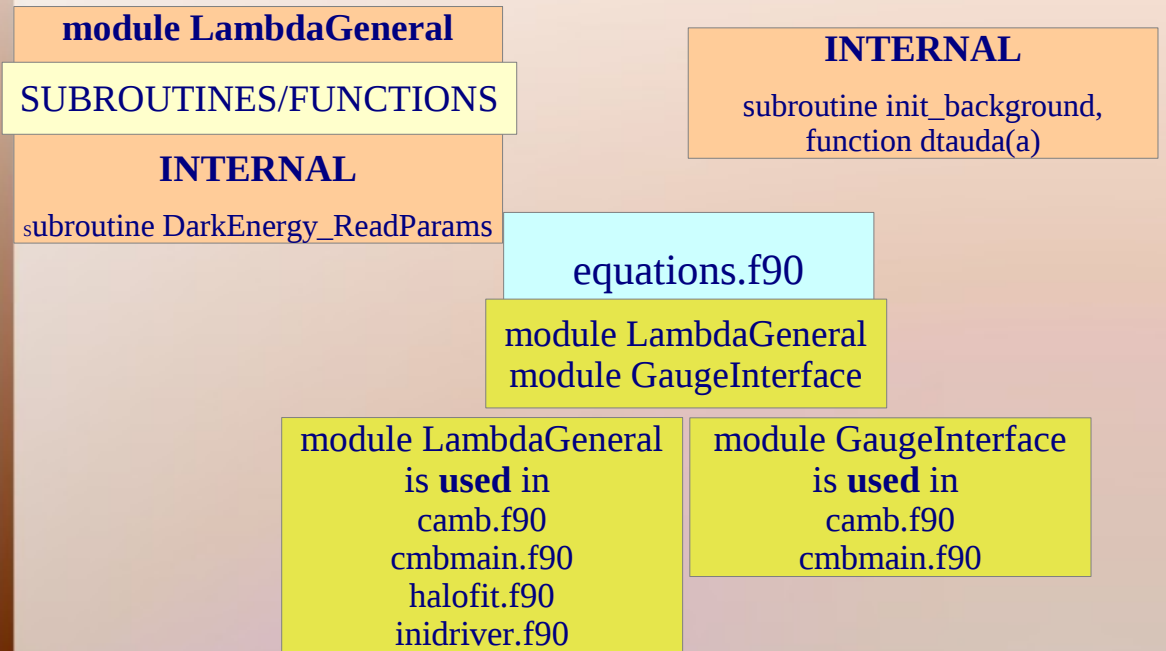 module LambdaGeneral
SUBROUTINES/FUNCTIONS
INTERNAL
subroutine DarkEnergy_ReadParams
INTERNAL
subroutine init_background,
function dtauda(a)
equations.f90
module LambdaGeneral
module GaugeInterface
module LambdaGeneral
is used in
camb.f90
cmbmain.f90
halofit.f90
inidriver.f90
module GaugeInterface
is used in
camb.f90
cmbmain.f90